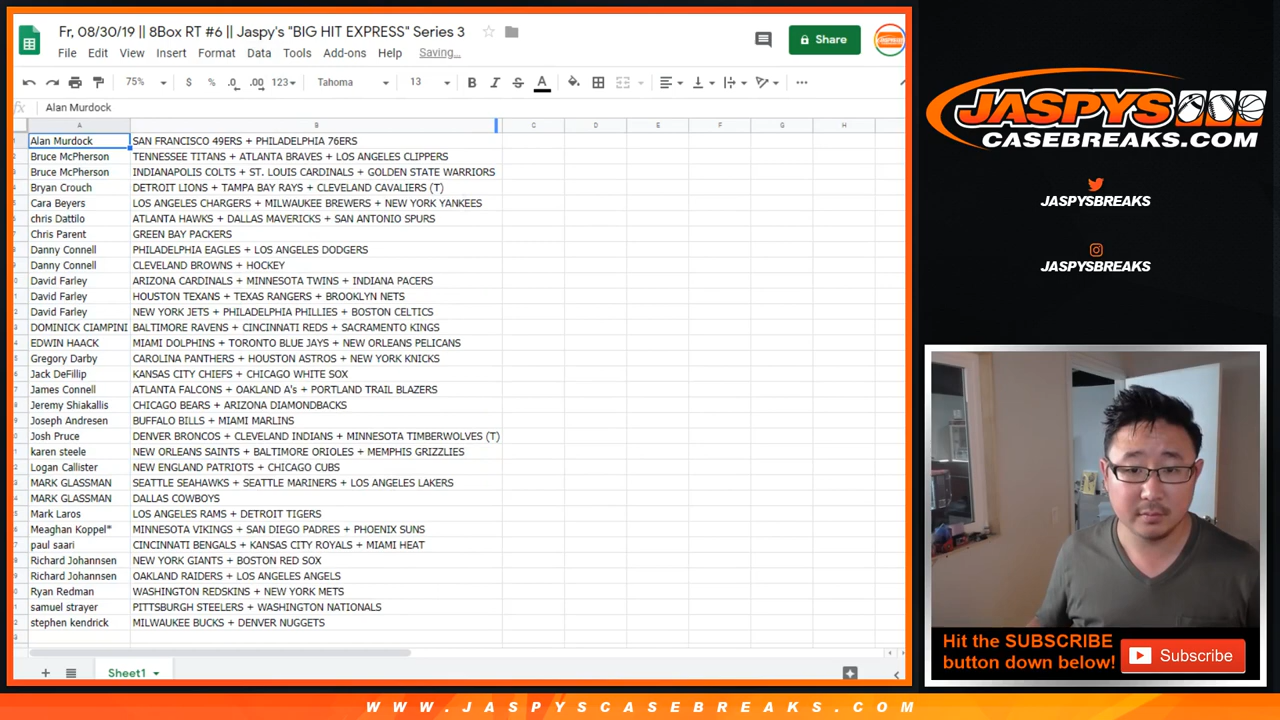 Fr, 08/30/19 || 8Box RT #6 || Jaspy's "BIG HIT EXPRESS" Series 3
File Edit View Insert Format Data Tools Add-ons Help Saving...
Share
75% $ % .0 .00 123 Tahoma 13 B I S A
fx Alan Murdock
A B C D E F G H
Alan Murdock SAN FRANCISCO 49ERS + PHILADELPHIA 76ERS
Bruce McPherson TENNESSEE TITANS + ATLANTA BRAVES + LOS ANGELES CLIPPERS
Bruce McPherson INDIANAPOLIS COLTS + ST. LOUIS CARDINALS + GOLDEN STATE WARRIORS
Bryan Crouch DETROIT LIONS + TAMPA BAY RAYS + CLEVELAND CAVALIERS (T)
Cara Beyers LOS ANGELES CHARGERS + MILWAUKEE BREWERS + NEW YORK YANKEES
chris Dattilo ATLANTA HAWKS + DALLAS MAVERICKS + SAN ANTONIO SPURS
Chris Parent GREEN BAY PACKERS
Danny Connell PHILADELPHIA EAGLES + LOS ANGELES DODGERS
Danny Connell CLEVELAND BROWNS + HOCKEY
David Farley ARIZONA CARDINALS + MINNESOTA TWINS + INDIANA PACERS
David Farley HOUSTON TEXANS + TEXAS RANGERS + BROOKLYN NETS
David Farley NEW YORK JETS + PHILADELPHIA PHILLIES + BOSTON CELTICS
DOMINICK CIAMPINI BALTIMORE RAVENS + CINCINNATI REDS + SACRAMENTO KINGS
EDWIN HAACK MIAMI DOLPHINS + TORONTO BLUE JAYS + NEW ORLEANS PELICANS
Gregory Darby CAROLINA PANTHERS + HOUSTON ASTROS + NEW YORK KNICKS
Jack DeFillip KANSAS CITY CHIEFS + CHICAGO WHITE SOX
James Connell ATLANTA FALCONS + OAKLAND A's + PORTLAND TRAIL BLAZERS
Jeremy Shiakallis CHICAGO BEARS + ARIZONA DIAMONDBACKS
Joseph Andresen BUFFALO BILLS + MIAMI MARLINS
Josh Pruce DENVER BRONCOS + CLEVELAND INDIANS + MINNESOTA TIMBERWOLVES (T)
karen steele NEW ORLEANS SAINTS + BALTIMORE ORIOLES + MEMPHIS GRIZZLIES
Logan Callister NEW ENGLAND PATRIOTS + CHICAGO CUBS
MARK GLASSMAN SEATTLE SEAHAWKS + SEATTLE MARINERS + LOS ANGELES LAKERS
MARK GLASSMAN DALLAS COWBOYS
Mark Laros LOS ANGELES RAMS + DETROIT TIGERS
Meaghan Koppel* MINNESOTA VIKINGS + SAN DIEGO PADRES + PHOENIX SUNS
paul saari CINCINNATI BENGALS + KANSAS CITY ROYALS + MIAMI HEAT
Richard Johannsen NEW YORK GIANTS + BOSTON RED SOX
Richard Johannsen OAKLAND RAIDERS + LOS ANGELES ANGELS
Ryan Redman WASHINGTON REDSKINS + NEW YORK METS
samuel strayer PITTSBURGH STEELERS + WASHINGTON NATIONALS
stephen kendrick MILWAUKEE BUCKS + DENVER NUGGETS
Sheet1
JASPYS
CASEBREAKS.COM
JASPYSBREAKS
JASPYSBREAKS
Hit the SUBSCRIBE
button down below!
Subscribe
WWW.JASPYSCASEBREAKS.COM